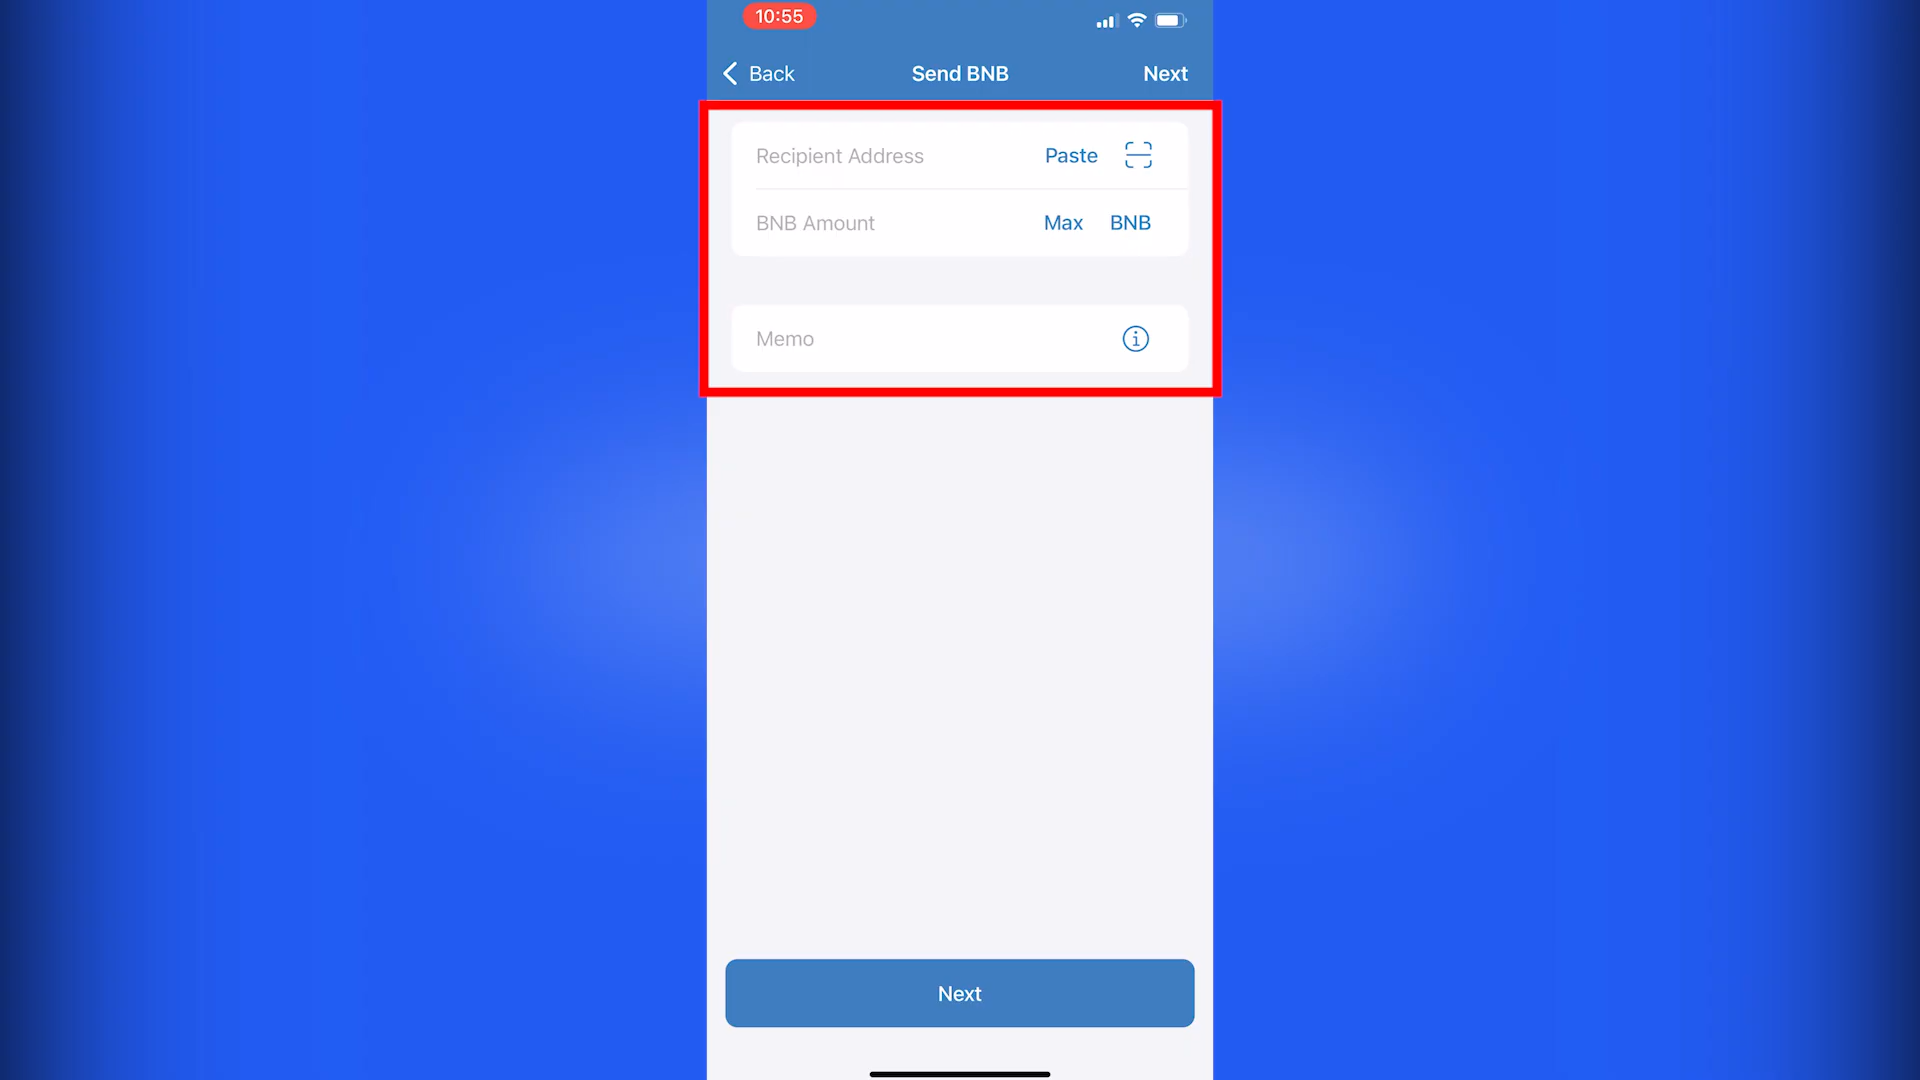 10:55
Back Send BNB Next
Recipient Address Paste
BNB Amount Max BNB
Memo
Next